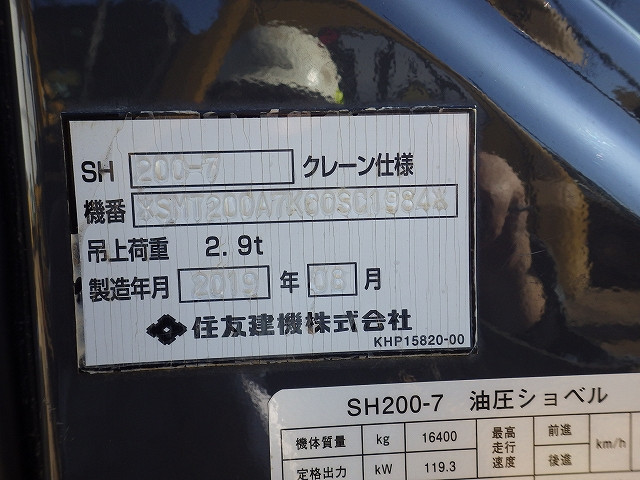 SH 200-7 クレーン仕様
機番 *SMT200A7K60S01984*
吊上荷重 2.9t
製造年月 2019 年 08 月
住友建機株式会社
KHP15820-00
SH200-7 油圧ショベル
機体質量 kg 16400 最高走行速度 前進 km/h
定格出力 kW 119.3 後進